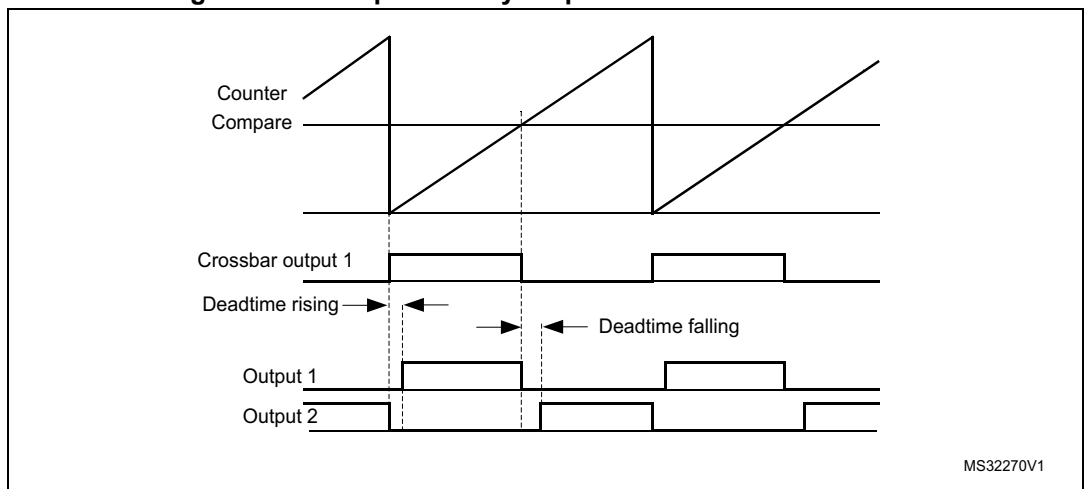 Counter
Compare
Crossbar output 1
Deadtime rising
Deadtime falling
Output 1
Output 2
MS32270V1